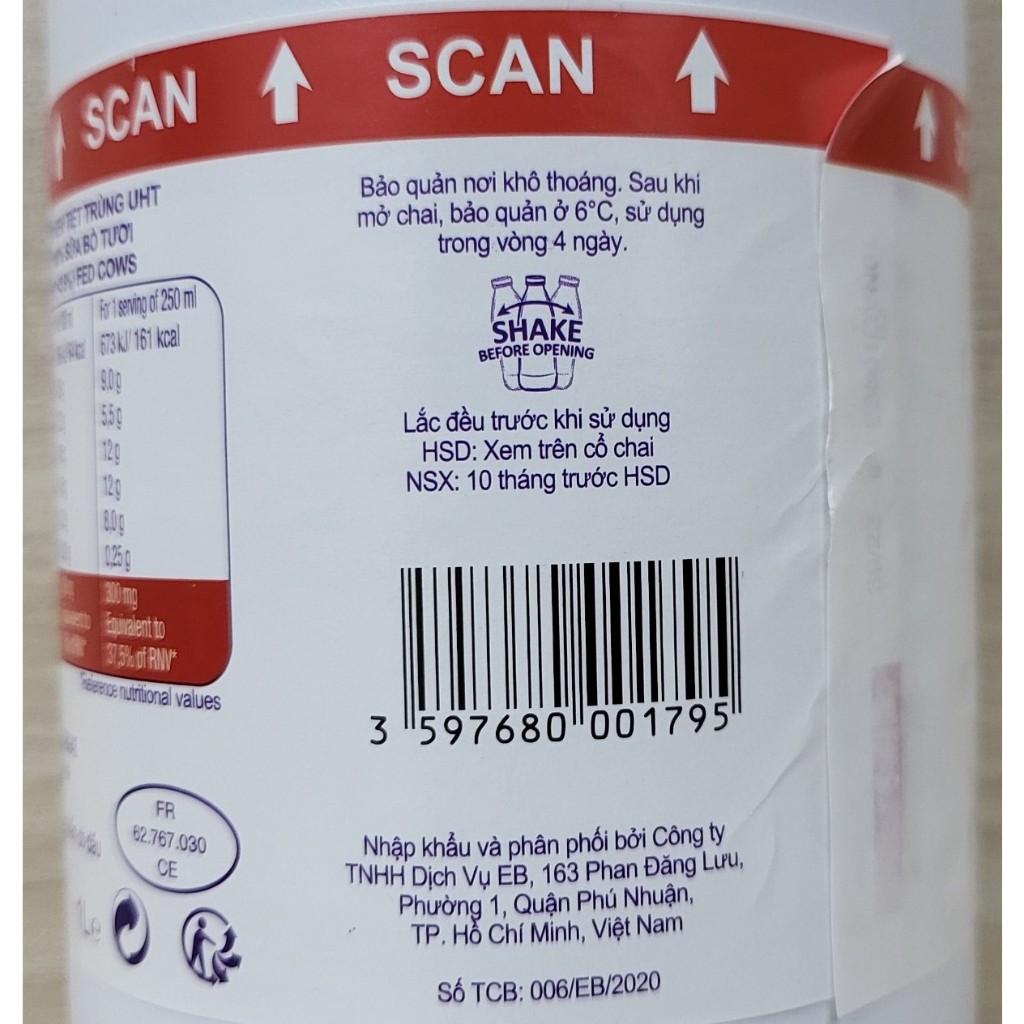 SCAN SCAN
TIỆT TRÙNG UHT
SỮA BÒ TƯƠI
FED COWS
For 1 serving of 250 ml
673 kJ/ 161 kcal
9,0 g
5,5 g
12 g
12 g
8,0 g
0,25 g
300 mg
Equivalent to
37,5% of RNV*
*Reference nutritional values
FR
62.767.030
CE
1L e
Bảo quản nơi khô thoáng. Sau khi
mở chai, bảo quản ở 6°C, sử dụng
trong vòng 4 ngày.
SHAKE
BEFORE OPENING
Lắc đều trước khi sử dụng
HSD: Xem trên cổ chai
NSX: 10 tháng trước HSD
3 597680 001795
Nhập khẩu và phân phối bởi Công ty
TNHH Dịch Vụ EB, 163 Phan Đăng Lưu,
Phường 1, Quận Phú Nhuận,
TP. Hồ Chí Minh, Việt Nam
Số TCB: 006/EB/2020